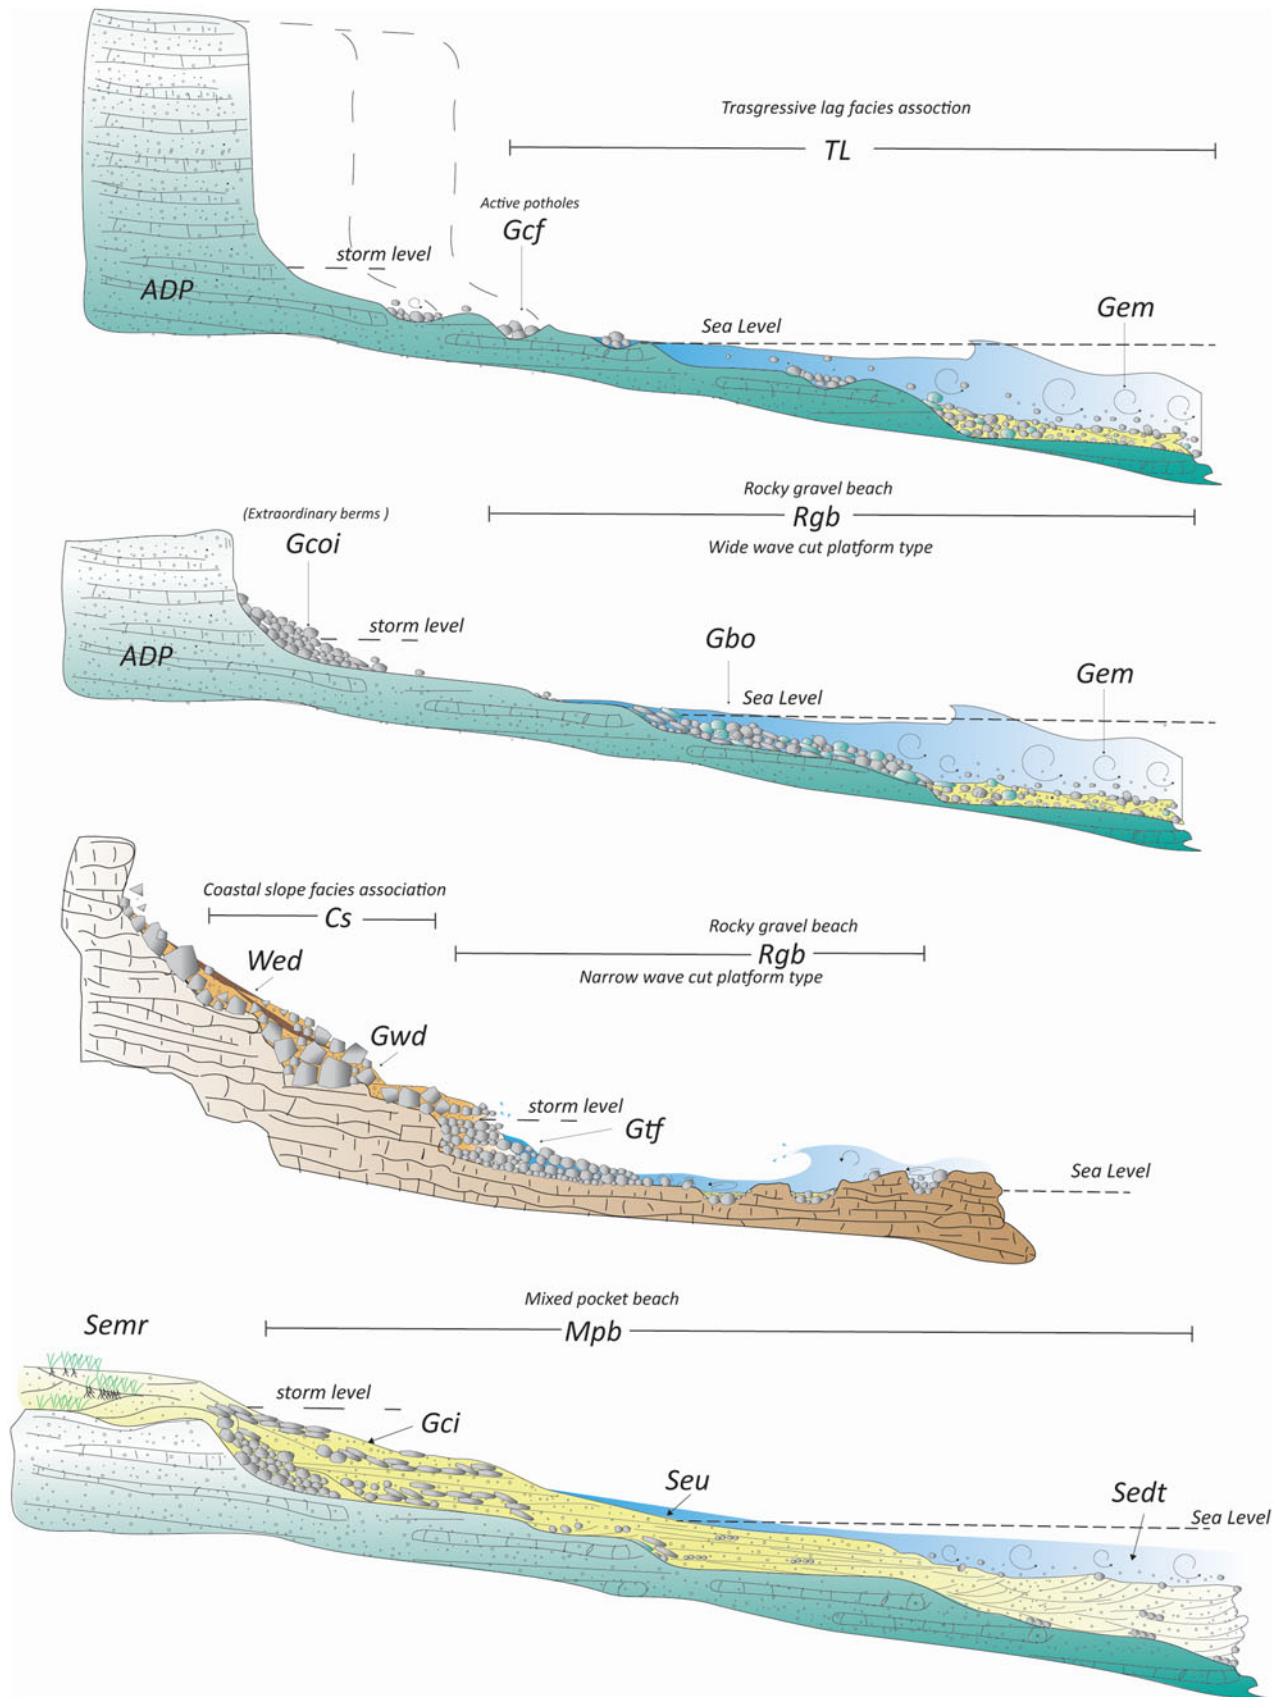 Trasgressive lag facies assoction
TL
Active potholes
Gcf
storm level
ADP
Gem
Sea Level
Rocky gravel beach
(Extraordinary berms )
Rgb
Gcoi
Wide wave cut platform type
storm level
Gbo
ADP
Gem
Sea Level
Coastal slope facies association
Cs
Rocky gravel beach
Rgb
Wed
Narrow wave cut platform type
Gwd
storm level
Gtf
Sea Level
Mixed pocket beach
Semr
Mpb
storm level
Gci
Seu
Sedt
Sea Level